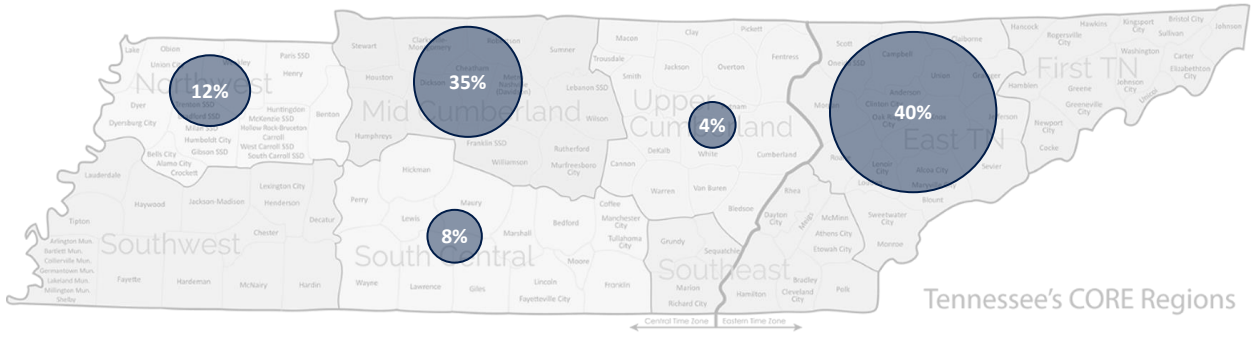 Northwest
12%
Lake
Obion
Paris SSD
Henry
Dyer
Dyersburg City
Huntingdon
McKenzie SSD
Hollow Rock-Bruceton
Carroll
West Carroll SSD
South Carroll SSD
Benton
Milan SSD
Humboldt City
Gibson SSD
Bells City
Alamo City
Crockett
Mid Cumberland
35%
Stewart
Sumner
Houston
Humphreys
Lebanon SSD
Wilson
Franklin SSD
Williamson
Rutherford
Murfreesboro
City
Upper
Cumberland
4%
Macon
Clay
Pickett
Trousdale
Smith
Jackson
Overton
Fentress
DeKalb
White
Cumberland
Cannon
Warren
Van Buren
East TN
40%
Scott
Campbell
Claiborne
Union
Anderson
Sevier
Alcoa City
Lenoir
City
Blount
Sweetwater
City
Monroe
First TN
Hancock
Hawkins
Kingsport
City
Bristol City
Sullivan
Johnson
Rogersville
City
Washington
Carter
Elizabethton
City
Hamblen
Greene
Johnson
City
Unicoi
Greeneville
City
Newport
City
Cocke
Southwest
Lauderdale
Tipton
Haywood
Jackson-Madison
Lexington City
Henderson
Decatur
Chester
Arlington Mun.
Bartlett Mun.
Collierville Mun.
Germantown Mun.
Lakeland Mun.
Millington Mun.
Shelby
Fayette
Hardeman
McNairy
Hardin
South Central
8%
Hickman
Perry
Lewis
Maury
Marshall
Bedford
Coffee
Manchester
City
Tullahoma
City
Moore
Wayne
Lawrence
Giles
Lincoln
Fayetteville City
Franklin
Southeast
Bledsoe
Rhea
Dayton
City
Meigs
McMinn
Athens City
Etowah City
Grundy
Sequatchie
Marion
Richard City
Hamilton
Bradley
Cleveland
City
Polk
Tennessee's CORE Regions
Central Time Zone
Eastern Time Zone